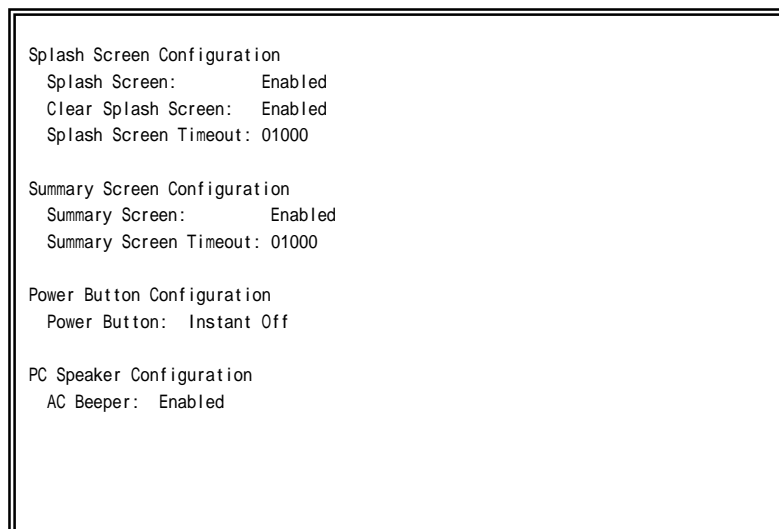 Splash Screen Configuration
Splash Screen: Enabled
Clear Splash Screen: Enabled
Splash Screen Timeout: 01000
Summary Screen Configuration
Summary Screen: Enabled
Summary Screen Timeout: 01000
Power Button Configuration
Power Button: Instant Off
PC Speaker Configuration
AC Beeper: Enabled